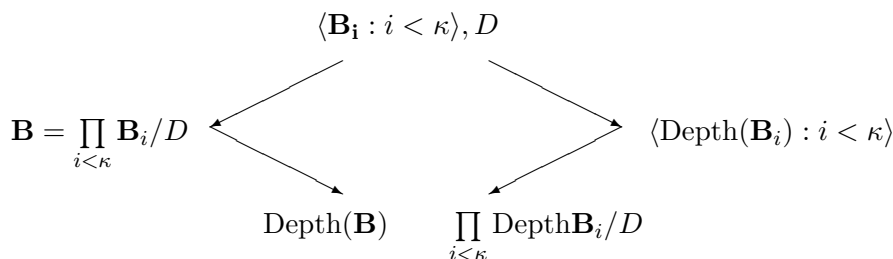 ⟨𝐁_𝐢 : i < κ⟩, D
𝐁 = ∏_{i<κ} 𝐁_i/D ⟨Depth(𝐁_i) : i < κ⟩
Depth(𝐁) ∏_{i<κ} Depth𝐁_i/D